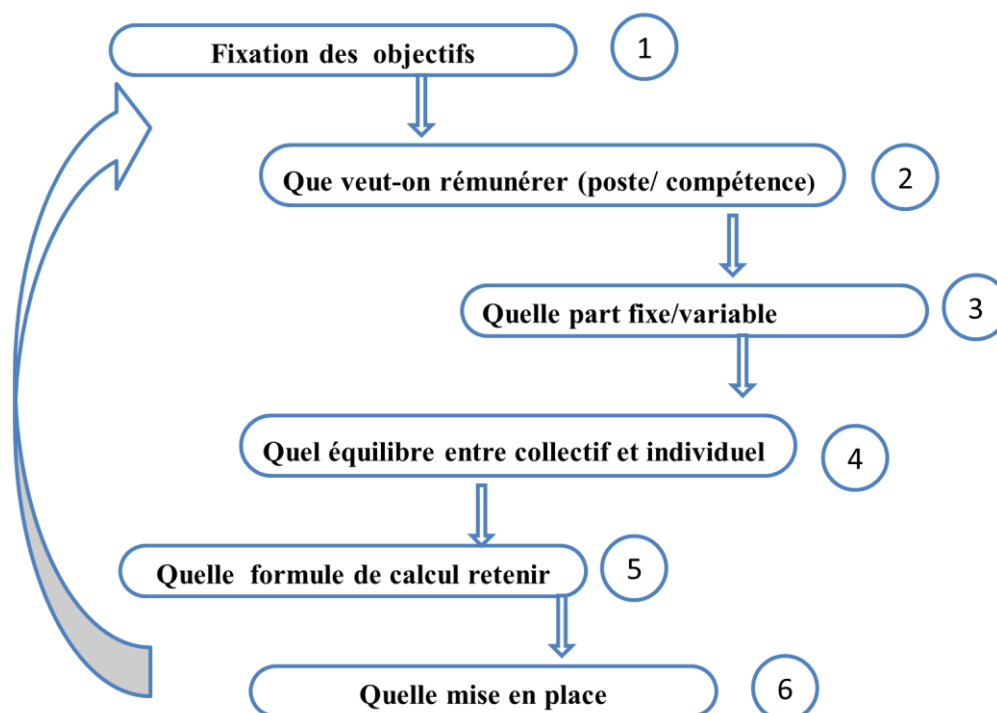 Fixation des objectifs
1
Que veut-on rémunérer (poste/ compétence)
2
Quelle part fixe/variable
3
Quel équilibre entre collectif et individuel
4
Quelle formule de calcul retenir
5
Quelle mise en place
6